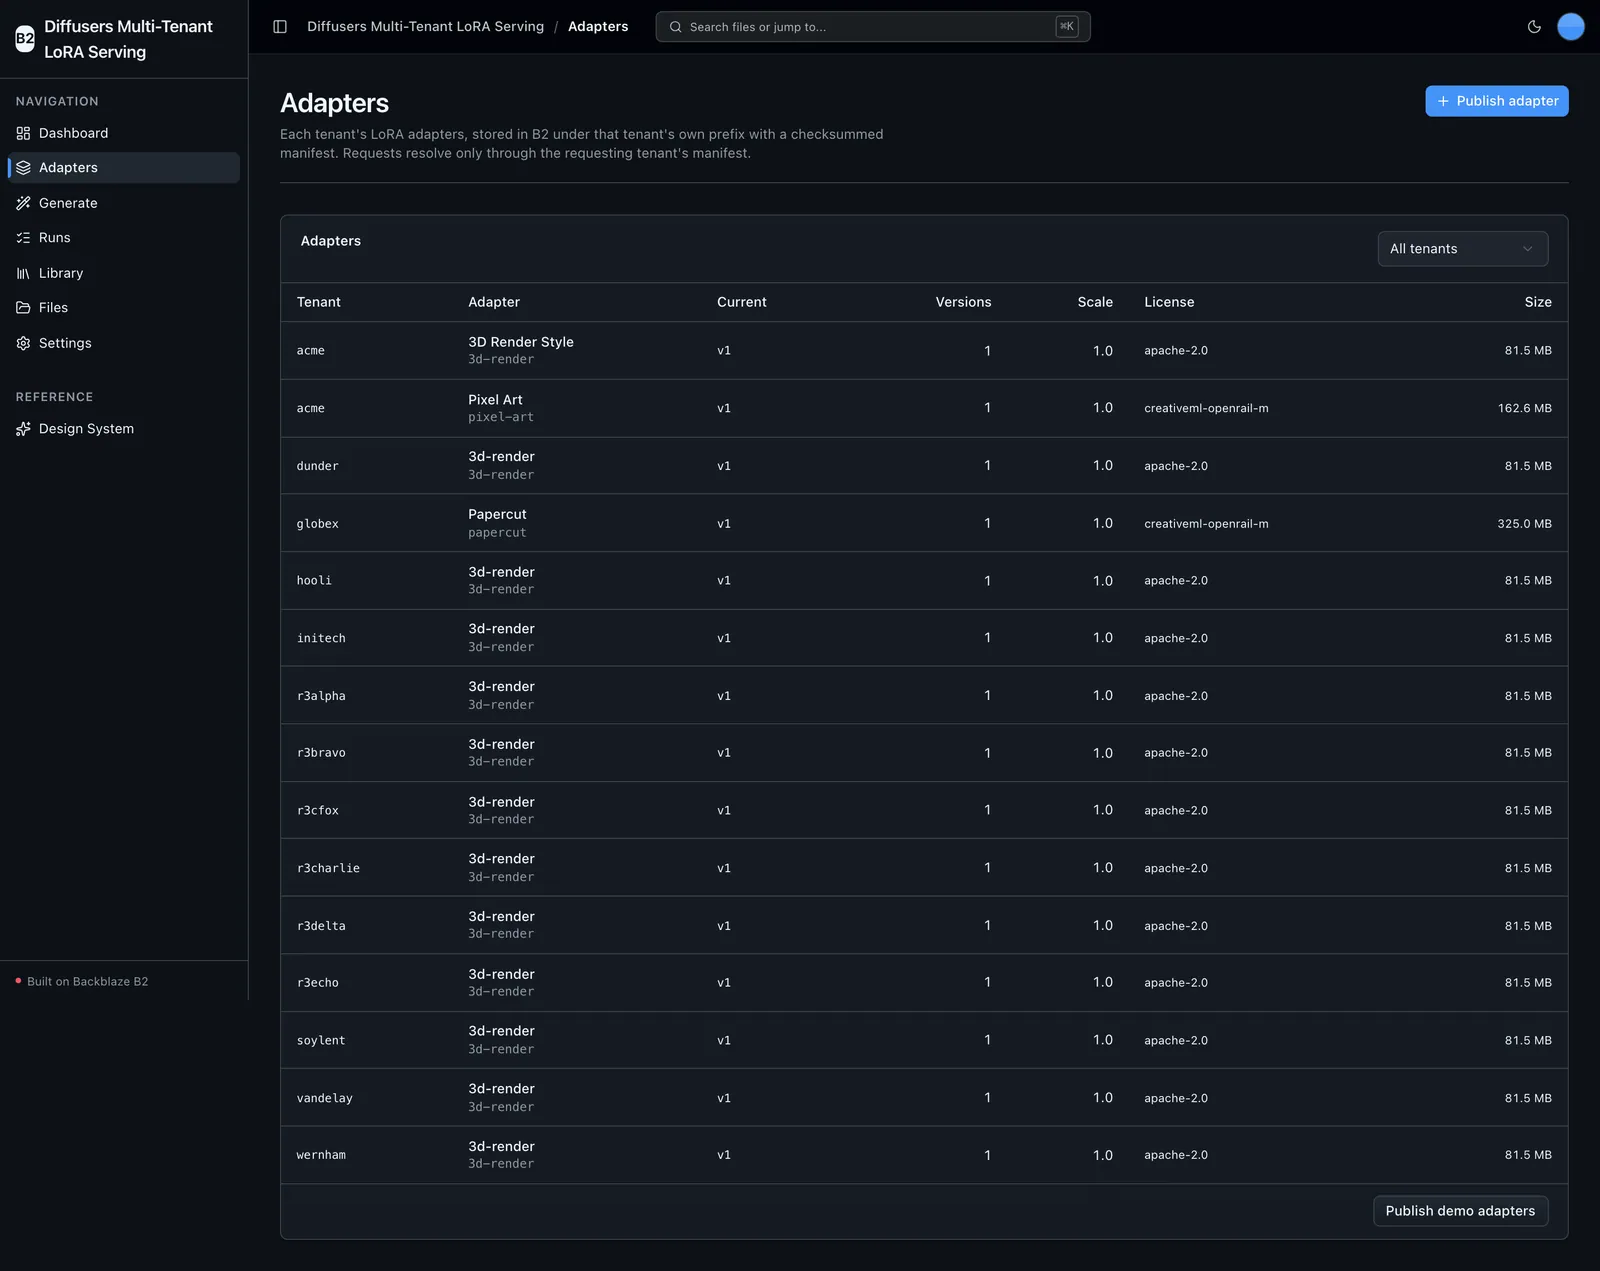 B2
Diffusers Multi-Tenant
LoRA Serving
Diffusers Multi-Tenant LoRA Serving / Adapters
Search files or jump to...
⌘K
NAVIGATION
Dashboard
Adapters
Generate
Runs
Library
Files
Settings
REFERENCE
Design System
Built on Backblaze B2
Adapters
+ Publish adapter
Each tenant's LoRA adapters, stored in B2 under that tenant's own prefix with a checksummed
manifest. Requests resolve only through the requesting tenant's manifest.
Adapters
All tenants
Tenant Adapter Current Versions Scale License Size
acme 3D Render Style v1 1 1.0 apache-2.0 81.5 MB
3d-render
acme Pixel Art v1 1 1.0 creativeml-openrail-m 162.6 MB
pixel-art
dunder 3d-render v1 1 1.0 apache-2.0 81.5 MB
3d-render
globex Papercut v1 1 1.0 creativeml-openrail-m 325.0 MB
papercut
hooli 3d-render v1 1 1.0 apache-2.0 81.5 MB
3d-render
initech 3d-render v1 1 1.0 apache-2.0 81.5 MB
3d-render
r3alpha 3d-render v1 1 1.0 apache-2.0 81.5 MB
3d-render
r3bravo 3d-render v1 1 1.0 apache-2.0 81.5 MB
3d-render
r3cfox 3d-render v1 1 1.0 apache-2.0 81.5 MB
3d-render
r3charlie 3d-render v1 1 1.0 apache-2.0 81.5 MB
3d-render
r3delta 3d-render v1 1 1.0 apache-2.0 81.5 MB
3d-render
r3echo 3d-render v1 1 1.0 apache-2.0 81.5 MB
3d-render
soylent 3d-render v1 1 1.0 apache-2.0 81.5 MB
3d-render
vandelay 3d-render v1 1 1.0 apache-2.0 81.5 MB
3d-render
wernham 3d-render v1 1 1.0 apache-2.0 81.5 MB
3d-render
Publish demo adapters